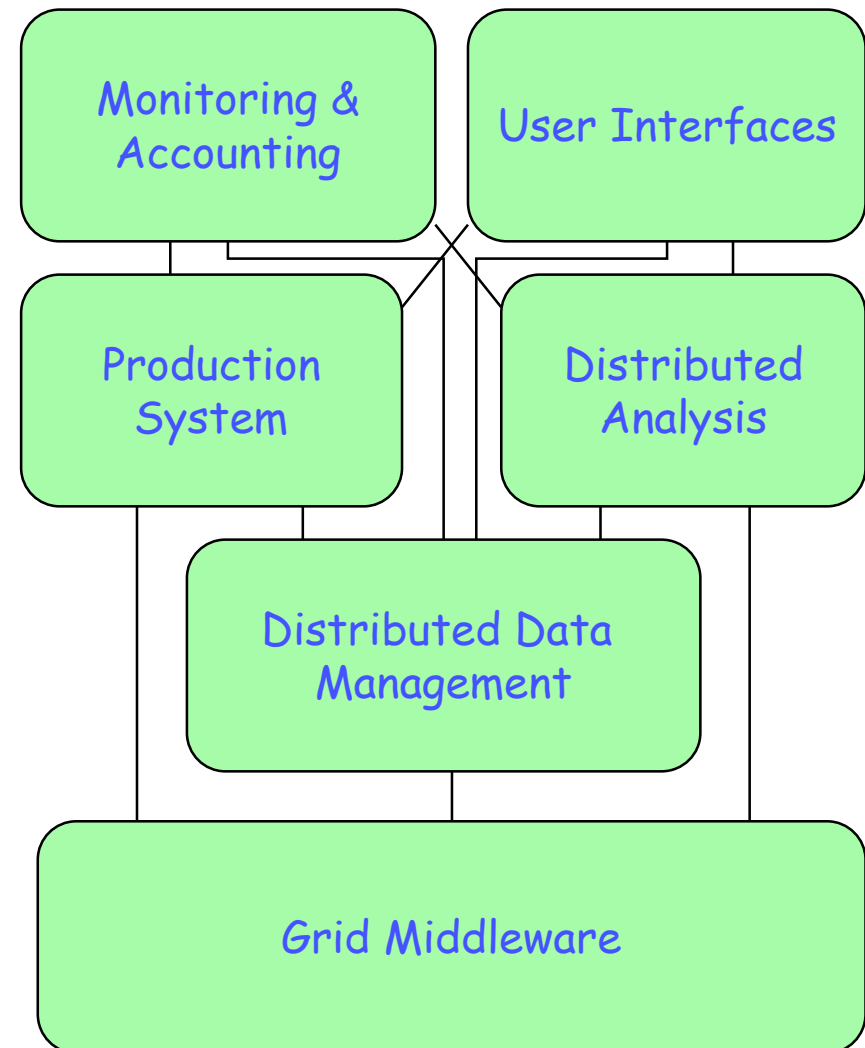 Monitoring &
Accounting
User Interfaces
Production
System
Distributed
Analysis
Distributed Data
Management
Grid Middleware